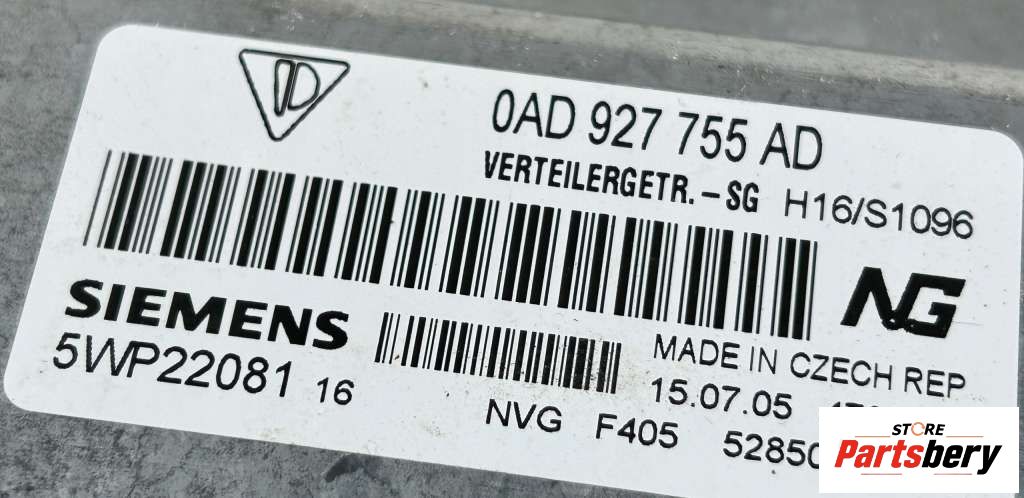 0AD 927 755 AD
VERTEILERGETR.-SG H16/S1096
NG
SIEMENS
5WP22081 16
MADE IN CZECH REP
15.07.05
NVG F405
STORE
Partsbery